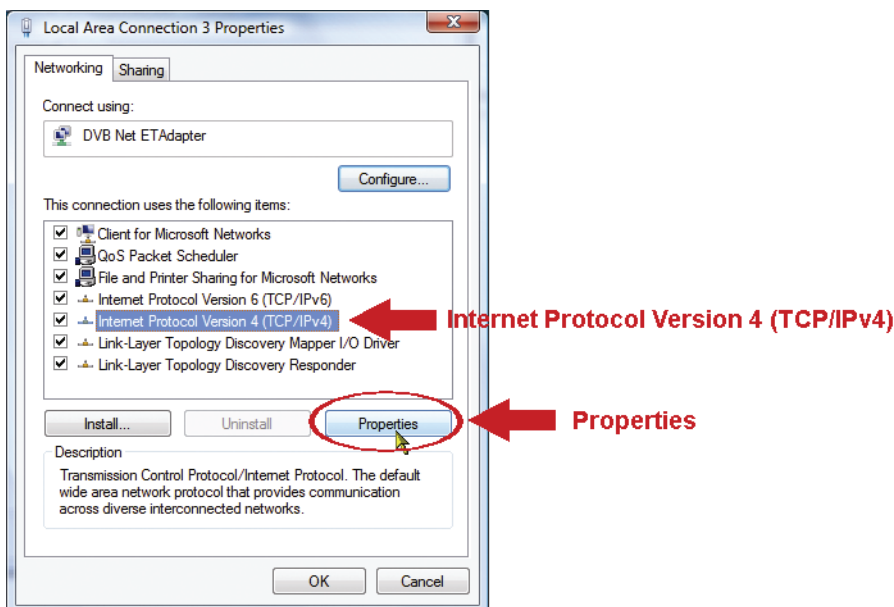 Local Area Connection 3 Properties
Networking
Sharing
Connect using:
DVB Net ETAdapter
Configure...
This connection uses the following items:
Client for Microsoft Networks
QoS Packet Scheduler
File and Printer Sharing for Microsoft Networks
Internet Protocol Version 6 (TCP/IPv6)
Internet Protocol Version 4 (TCP/IPv4)
Internet Protocol Version 4 (TCP/IPv4)
Link-Layer Topology Discovery Mapper I/O Driver
Link-Layer Topology Discovery Responder
Install...
Uninstall
Properties
Properties
Description
Transmission Control Protocol/Internet Protocol. The default
wide area network protocol that provides communication
across diverse interconnected networks.
OK
Cancel